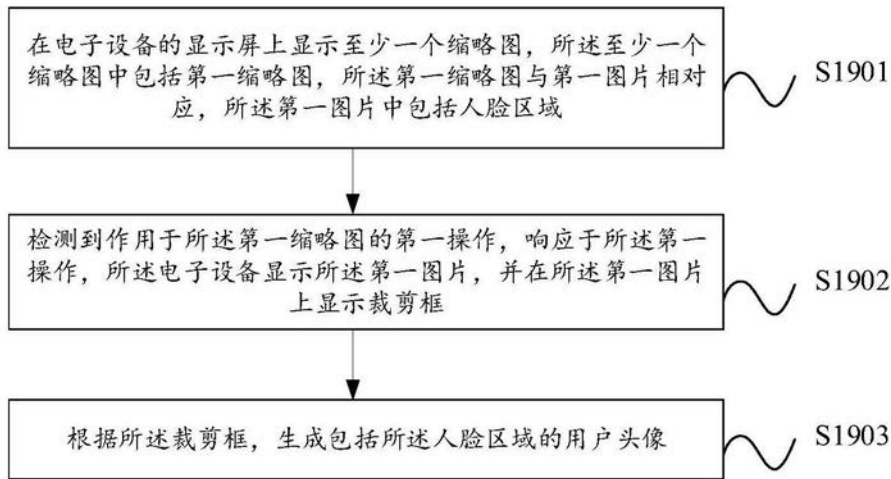 在电子设备的显示屏上显示至少一个缩略图，所述至少一个
缩略图中包括第一缩略图，所述第一缩略图与第一图片相对
应，所述第一图片中包括人脸区域
S1901
检测到作用于所述第一缩略图的第一操作，响应于所述第一
操作，所述电子设备显示所述第一图片，并在所述第一图片
上显示裁剪框
S1902
根据所述裁剪框，生成包括所述人脸区域的用户头像
S1903